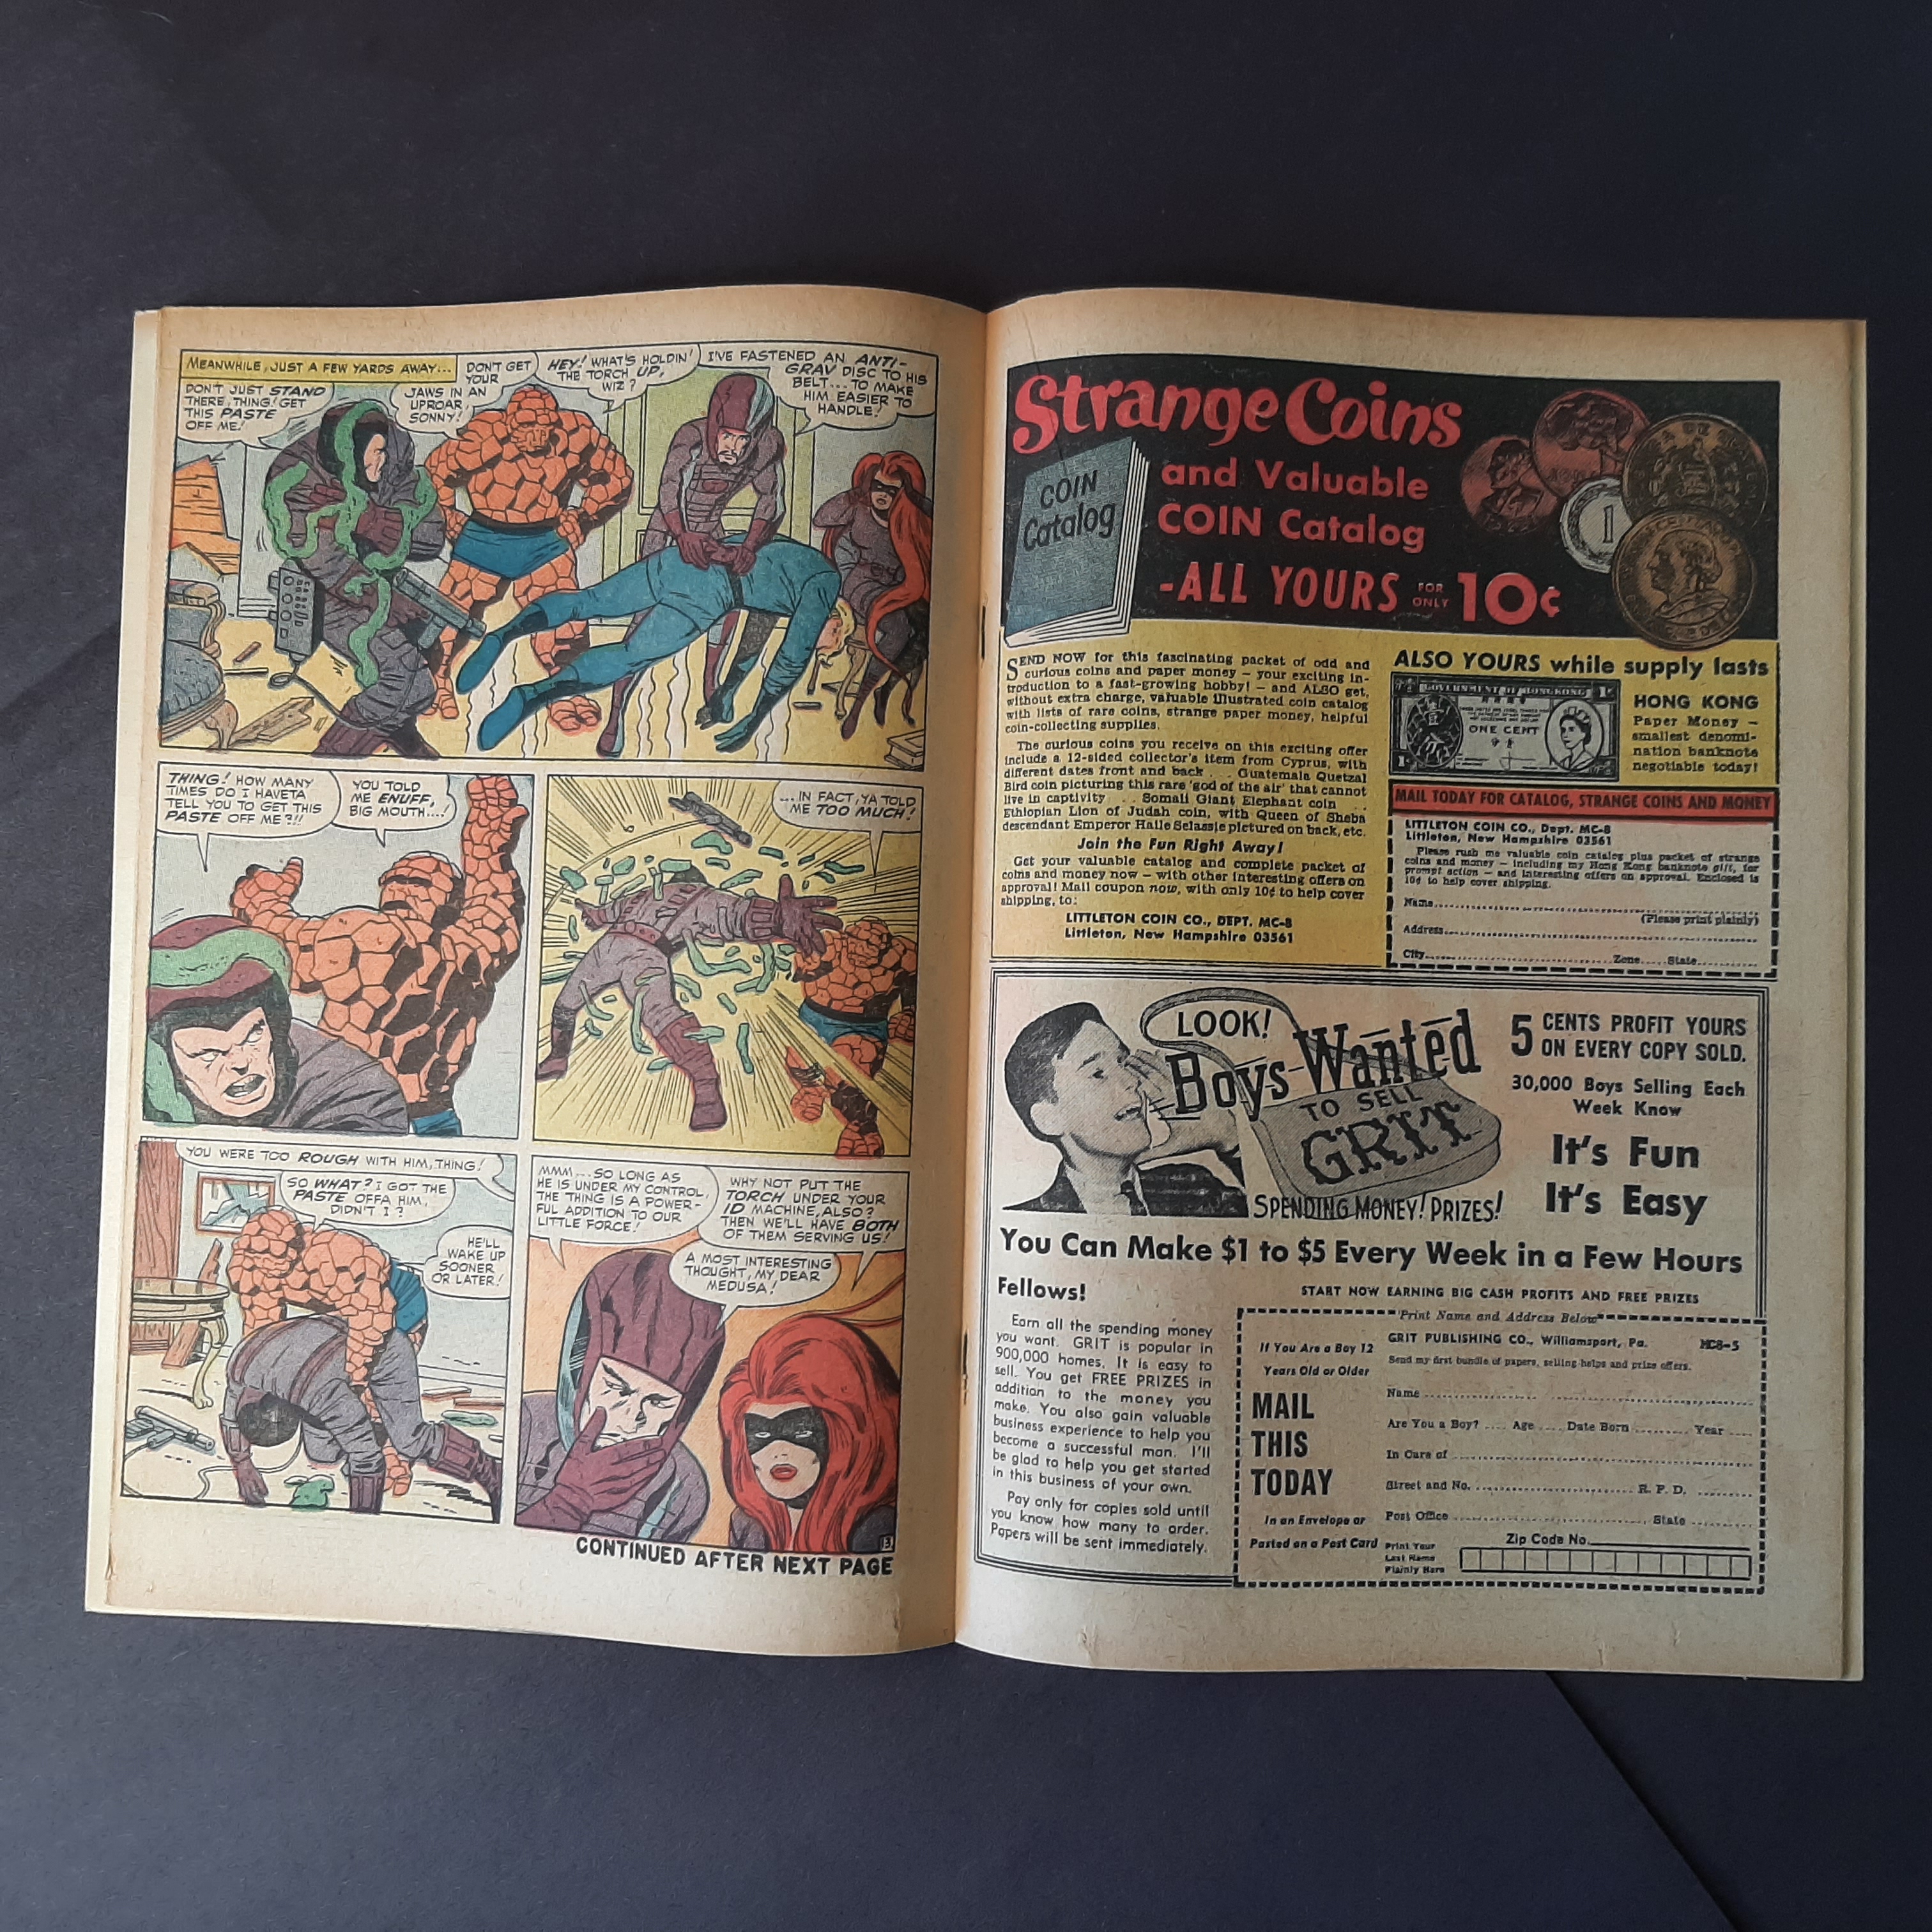 MEANWHILE, JUST A FEW YARDS AWAY...
DON'T JUST STAND
THERE, THING! GET
THIS PASTE
OFF ME!
DON'T GET
YOUR
JAWS IN AN
UPROAR,
SONNY!
HEY! WHAT'S HOLDIN'
THE TORCH UP,
WIZ?
I'VE FASTENED AN ANTI-
GRAV DISC TO HIS
BELT... TO MAKE
HIM EASIER TO
HANDLE!
THING! HOW MANY
TIMES DO I HAVETA
TELL YOU TO GET THIS
PASTE OFF ME?!!
YOU TOLD
ME ENUFF,
BIG MOUTH...!
...IN FACT, YA TOLD
ME TOO MUCH!
YOU WERE TOO ROUGH WITH HIM, THING!
SO WHAT? I GOT THE
PASTE OFFA HIM,
DIDN'T I?
HE'LL
WAKE UP
SOONER
OR LATER!
MMM... SO LONG AS
HE IS UNDER MY CONTROL,
THE THING IS A POWER-
FUL ADDITION TO OUR
LITTLE FORCE!
WHY NOT PUT THE
TORCH UNDER YOUR
ID MACHINE, ALSO?
THEN WE'LL HAVE BOTH
OF THEM SERVING US!
A MOST INTERESTING
THOUGHT, MY DEAR
MEDUSA!
13
CONTINUED AFTER NEXT PAGE
Strange Coins
and Valuable
COIN Catalog
-ALL YOURS FOR ONLY 10¢
COIN
Catalog
1
SEND NOW for this fascinating packet of odd and
curious coins and paper money — your exciting in-
troduction to a fast-growing hobby! — and ALSO get,
without extra charge, valuable illustrated coin catalog
with lists of rare coins, strange paper money, helpful
coin-collecting supplies.
The curious coins you receive on this exciting offer
include a 12-sided collector's item from Cyprus, with
different dates front and back . . . Guatemala Quetzal
Bird coin picturing this rare 'god of the air' that cannot
live in captivity . . . Somali Giant Elephant coin . . .
Ethiopian Lion of Judah coin, with Queen of Sheba
descendant Emperor Haile Selassie pictured on back, etc.
Join the Fun Right Away!
Get your valuable catalog and complete packet of
coins and money now — with other interesting offers on
approval! Mail coupon now, with only 10¢ to help cover
shipping, to:
LITTLETON COIN CO., DEPT. MC-8
Littleton, New Hampshire 03561
ALSO YOURS while supply lasts
GOVERNMENT OF HONGKONG
ONE CENT
HONG KONG
Paper Money —
smallest denomi-
nation banknote
negotiable today!
MAIL TODAY FOR CATALOG, STRANGE COINS AND MONEY
LITTLETON COIN CO., Dept. MC-8
Littleton, New Hampshire 03561
Please rush me valuable coin catalog plus packet of strange
coins and money — including my Hong Kong banknote gift, for
prompt action — and interesting offers on approval. Enclosed is
10¢ to help cover shipping.
Name
(Please print plainly)
Address
City Zone State
LOOK!
Boys Wanted
TO SELL
GRIT
SPENDING MONEY! PRIZES!
5 CENTS PROFIT YOURS
ON EVERY COPY SOLD.
30,000 Boys Selling Each
Week Know
It's Fun
It's Easy
You Can Make $1 to $5 Every Week in a Few Hours
Fellows!
Earn all the spending money
you want. GRIT is popular in
900,000 homes. It is easy to
sell. You get FREE PRIZES in
addition to the money you
make. You also gain valuable
business experience to help you
become a successful man. I'll
be glad to help you get started
in this business of your own.
Pay only for copies sold until
you know how many to order.
Papers will be sent immediately.
START NOW EARNING BIG CASH PROFITS AND FREE PRIZES
Print Name and Address Below
If You Are a Boy 12
Years Old or Older
MAIL
THIS
TODAY
In an Envelope or
Pasted on a Post Card
GRIT PUBLISHING CO., Williamsport, Pa. MC8-5
Send my first bundle of papers, selling helps and prize offers.
Name
Are You a Boy? .... Age .... Date Born ......... Year ....
In Care of
Street and No. R. F. D.
Post Office State
Zip Code No.
Print Your
Last Name
Plainly Here